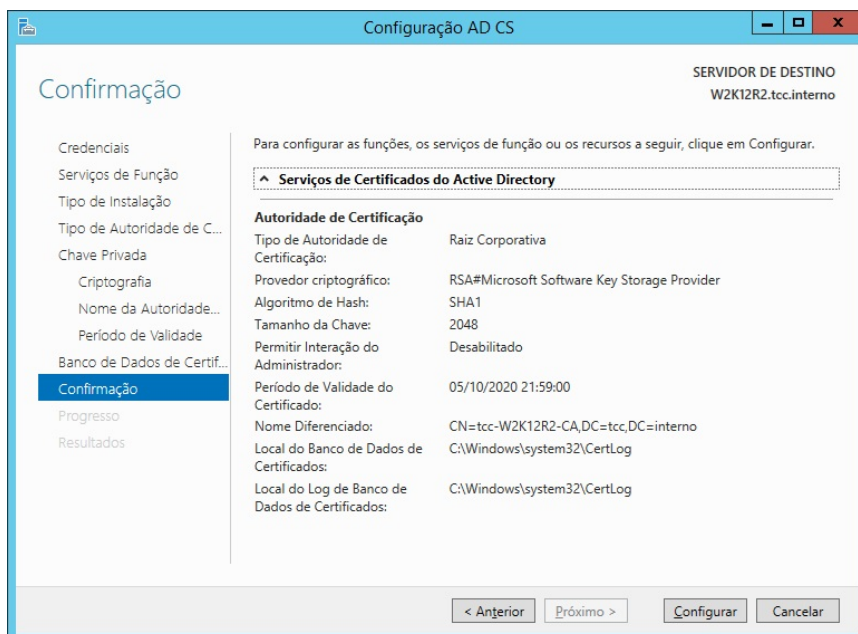 Configuração AD CS
SERVIDOR DE DESTINO
W2K12R2.tcc.interno
Confirmação
Credenciais
Serviços de Função
Tipo de Instalação
Tipo de Autoridade de C...
Chave Privada
Criptografia
Nome da Autoridade...
Período de Validade
Banco de Dados de Certif...
Confirmação
Progresso
Resultados
Para configurar as funções, os serviços de função ou os recursos a seguir, clique em Configurar.
Serviços de Certificados do Active Directory
Autoridade de Certificação
Tipo de Autoridade de Raiz Corporativa
Certificação:
Provedor criptográfico: RSA#Microsoft Software Key Storage Provider
Algoritmo de Hash: SHA1
Tamanho da Chave: 2048
Permitir Interação do Desabilitado
Administrador:
Período de Validade do 05/10/2020 21:59:00
Certificado:
Nome Diferenciado: CN=tcc-W2K12R2-CA,DC=tcc,DC=interno
Local do Banco de Dados de C:\Windows\system32\CertLog
Certificados:
Local do Log de Banco de C:\Windows\system32\CertLog
Dados de Certificados:
< Anterior Próximo > Configurar Cancelar